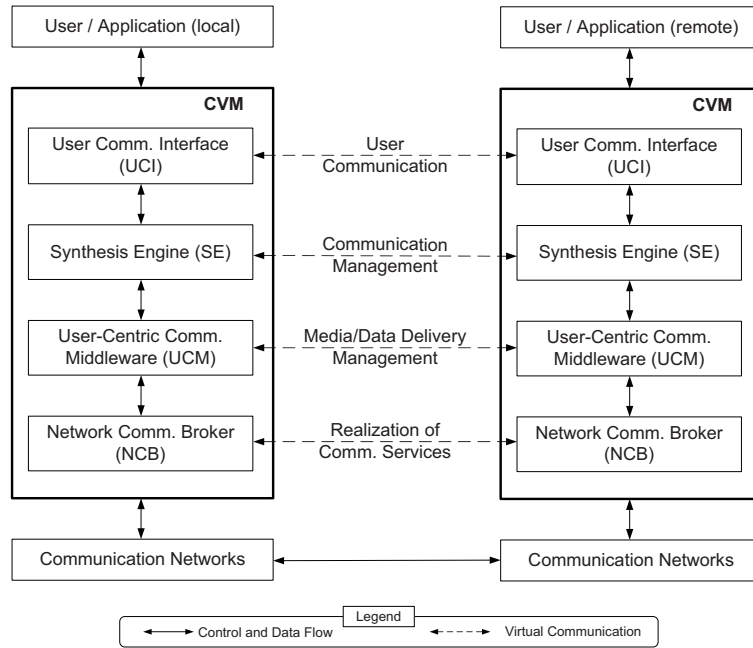 User / Application (local)
User / Application (remote)
CVM
User Comm. Interface
(UCI)
Synthesis Engine (SE)
User-Centric Comm.
Middleware (UCM)
Network Comm. Broker
(NCB)
User
Communication
Communication
Management
Media/Data Delivery
Management
Realization of
Comm. Services
CVM
User Comm. Interface
(UCI)
Synthesis Engine (SE)
User-Centric Comm.
Middleware (UCM)
Network Comm. Broker
(NCB)
Communication Networks
Communication Networks
Legend
Control and Data Flow
Virtual Communication